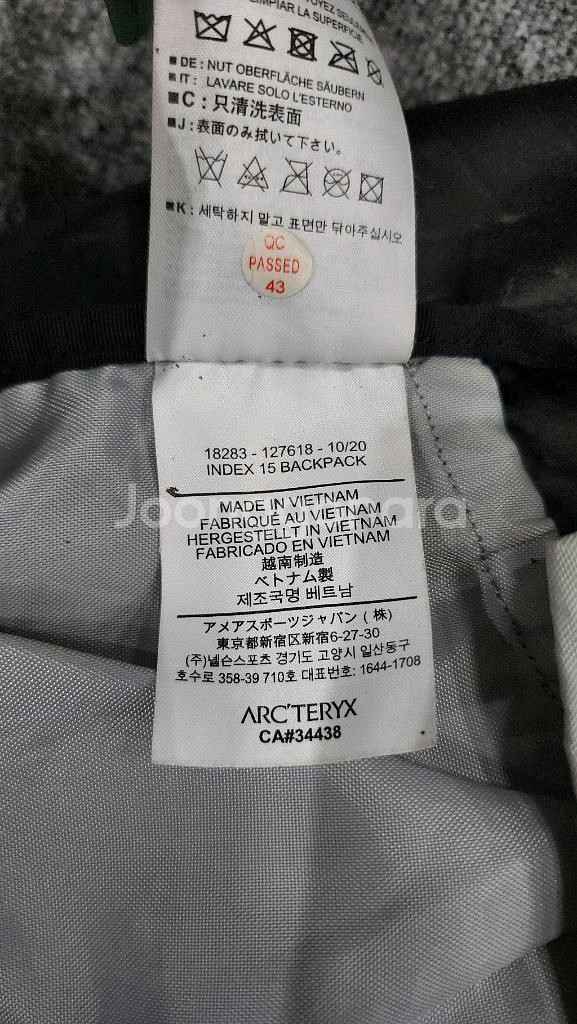 LIMPIAR LA SUPERFICIE
■DE : NUT OBERFLÄCHE SÄUBERN
■IT : LAVARE SOLO L'ESTERNO
■C : 只清洗表面
■J : 表面のみ拭いて下さい。
■K : 세탁하지 말고 표면만 닦아주십시오
QC
PASSED
43
18283 - 127618 - 10/20
INDEX 15 BACKPACK
MADE IN VIETNAM
FABRIQUÉ AU VIETNAM
HERGESTELLT IN VIETNAM
FABRICADO EN VIETNAM
越南制造
ベトナム製
제조국명 베트남
アメアスポーツジャパン ( 株)
東京都新宿区新宿6-27-30
(주)넬슨스포츠 경기도 고양시 일산동구
호수로 358-39 710호 대표번호: 1644-1708
ARC'TERYX
CA#34438